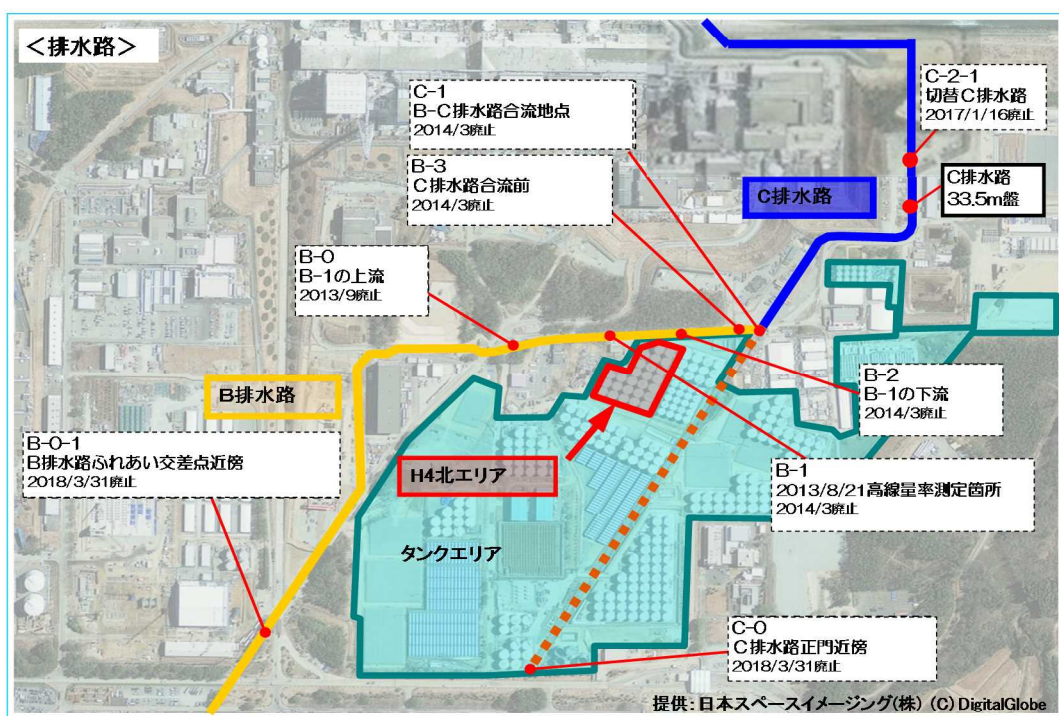 <排水路>
C-1
B-C排水路合流地点
2014/3廃止
C-2-1
切替C排水路
2017/1/16廃止
B-3
C排水路合流前
2014/3廃止
C排水路
C排水路
33.5m盤
B-0
B-1の上流
2013/9廃止
B排水路
B-2
B-1の下流
2014/3廃止
B-0-1
B排水路ふれあい交差点近傍
2018/3/31廃止
H4北エリア
B-1
2013/8/21高線量率測定箇所
2014/3廃止
タンクエリア
C-0
C排水路正門近傍
2018/3/31廃止
提供:日本スペースイメージング(株) (C)DigitalGlobe